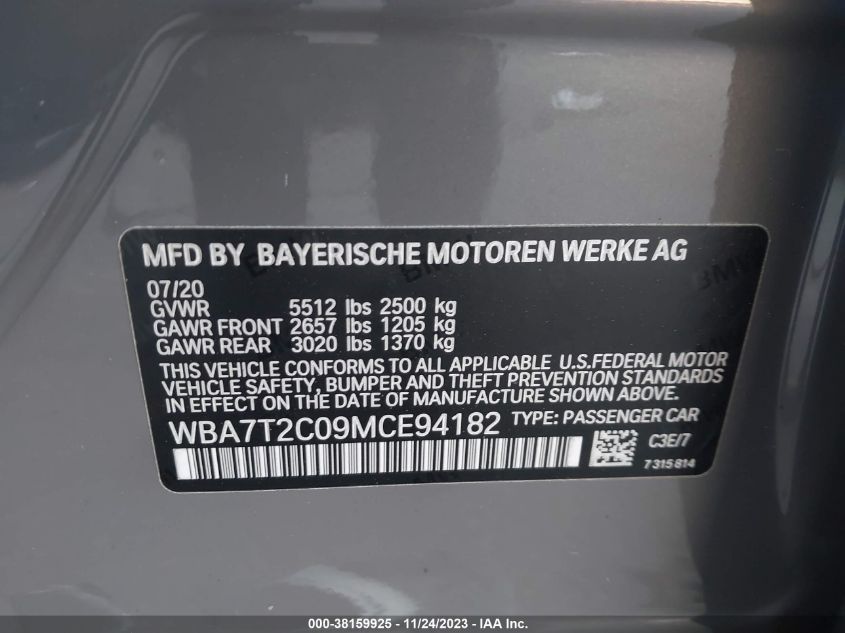 MFD BY BAYERISCHE MOTOREN WERKE AG
07/20
GVWR 5512 lbs 2500 kg
GAWR FRONT 2657 lbs 1205 kg
GAWR REAR 3020 lbs 1370 kg
THIS VEHICLE CONFORMS TO ALL APPLICABLE U.S.FEDERAL MOTOR
VEHICLE SAFETY, BUMPER AND THEFT PREVENTION STANDARDS
IN EFFECT ON THE DATE OF MANUFACTURE SHOWN ABOVE.
WBA7T2C09MCE94182 TYPE: PASSENGER CAR
C3E/7
7315814
000-38159925 - 11/24/2023 - IAA Inc.